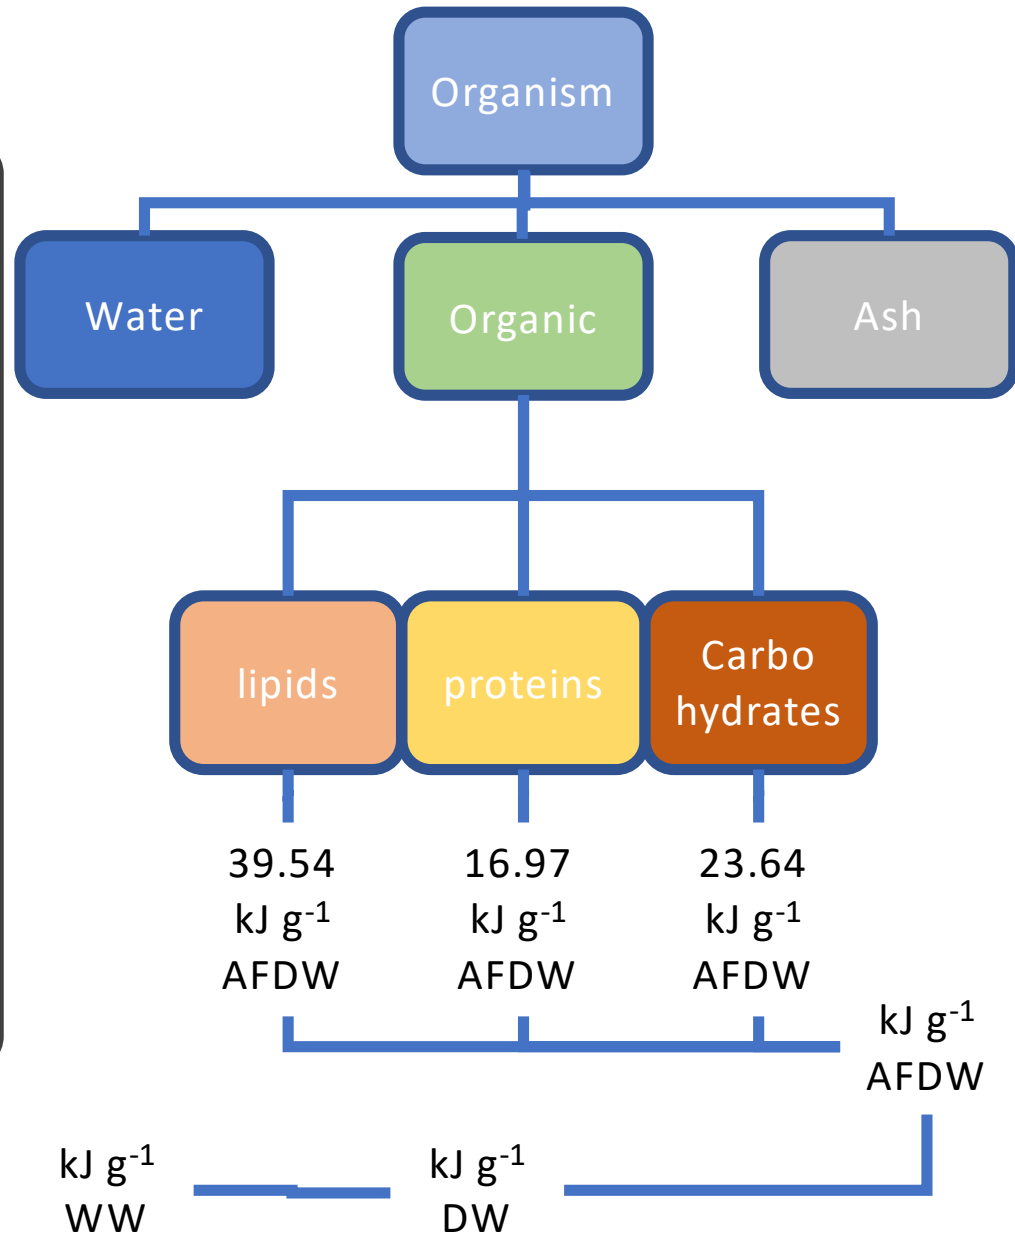 Organism
Water
Organic
Ash
lipids
proteins
Carbo
hydrates
39.54
kJ g⁻¹
AFDW
16.97
kJ g⁻¹
AFDW
23.64
kJ g⁻¹
AFDW
kJ g⁻¹
AFDW
kJ g⁻¹
WW
kJ g⁻¹
DW